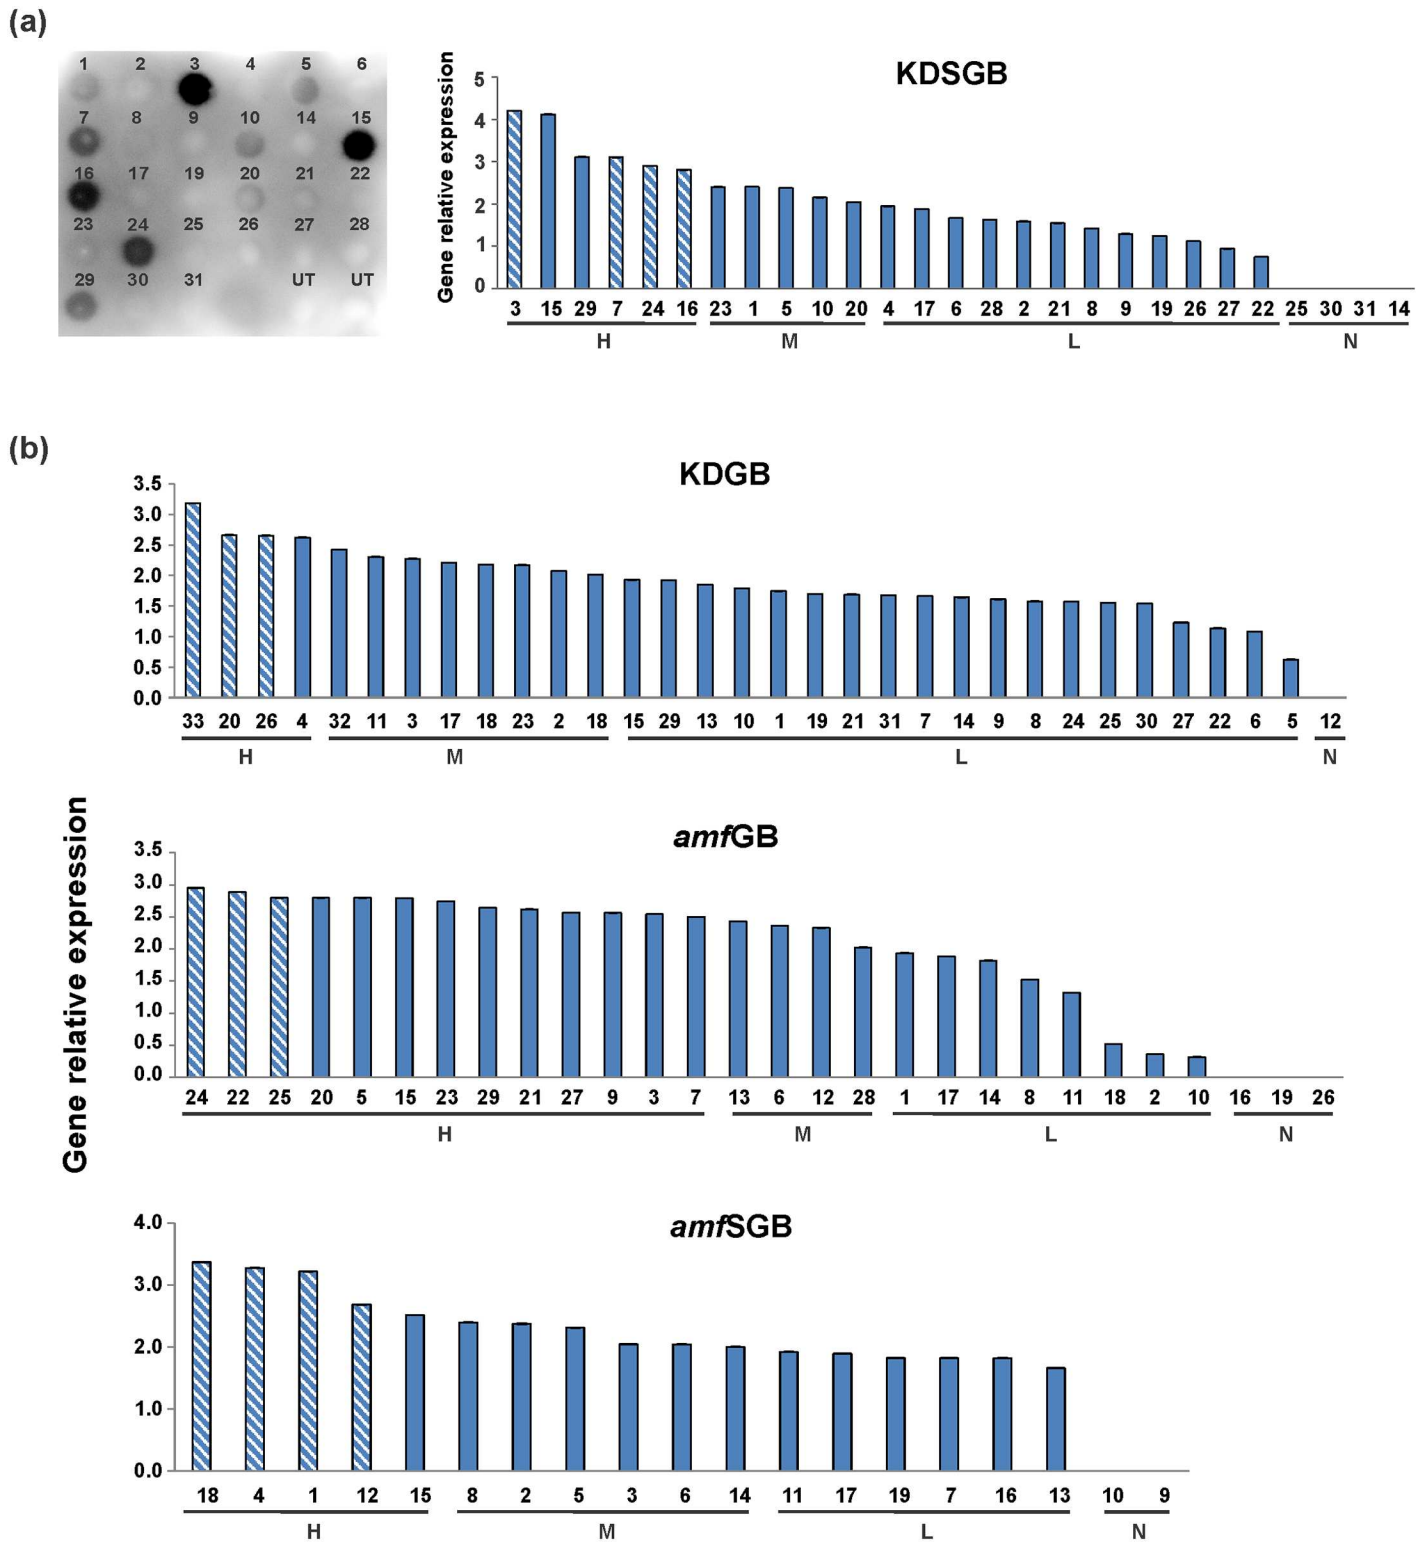 (a)
1 2 3 4 5 6
7 8 9 10 14 15
16 17 19 20 21 22
23 24 25 26 27 28
29 30 31 UT UT
KDSGB
Gene relative expression
5
4
3
2
1
0
3 15 29 7 24 16 23 1 5 10 20 4 17 6 28 2 21 8 9 19 26 27 22 25 30 31 14
H M L N
(b)
KDGB
3.5
3.0
2.5
2.0
1.5
1.0
0.5
0.0
33 20 26 4 32 11 3 17 18 23 2 18 15 29 13 10 1 19 21 31 7 14 9 8 24 25 30 27 22 6 5 12
H M L N
Gene relative expression
amfGB
3.5
3.0
2.5
2.0
1.5
1.0
0.5
0.0
24 22 25 20 5 15 23 29 21 27 9 3 7 13 6 12 28 1 17 14 8 11 18 2 10 16 19 26
H M L N
amfSGB
4.0
3.0
2.0
1.0
0.0
18 4 1 12 15 8 2 5 3 6 14 11 17 19 7 16 13 10 9
H M L N